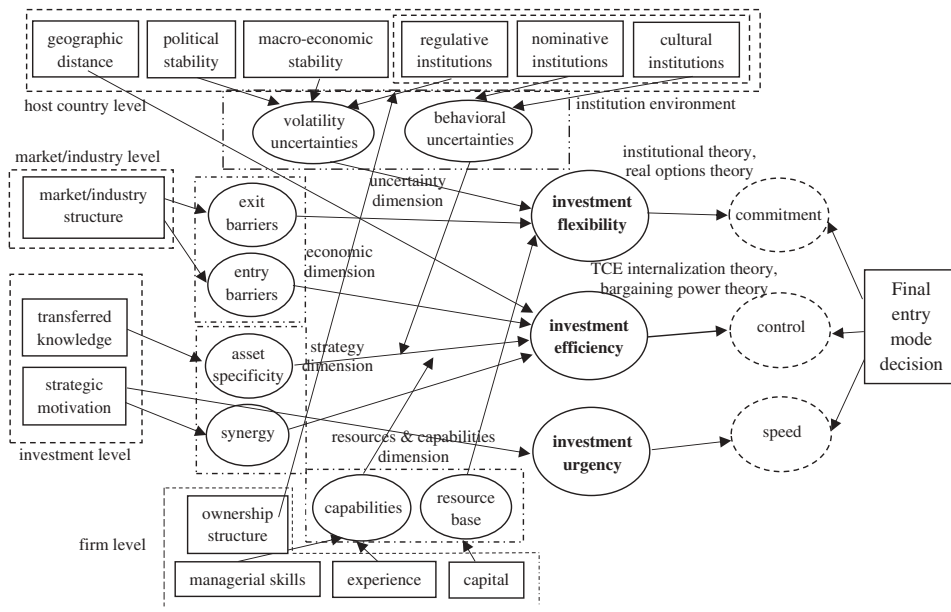 geographic
distance
political
stability
macro-economic
stability
regulative
institutions
nominative
institutions
cultural
institutions
host country level
institution environment
volatility
uncertainties
behavioral
uncertainties
market/industry level
market/industry
structure
uncertainty
dimension
institutional theory,
real options theory
exit
barriers
investment
flexibility
commitment
entry
barriers
economic
dimension
TCE internalization theory,
bargaining power theory
Final
entry
mode
decision
transferred
knowledge
asset
specificity
strategy
dimension
investment
efficiency
control
strategic
motivation
synergy
investment level
resources & capabilities
dimension
investment
urgency
speed
ownership
structure
capabilities
resource
base
firm level
managerial skills
experience
capital